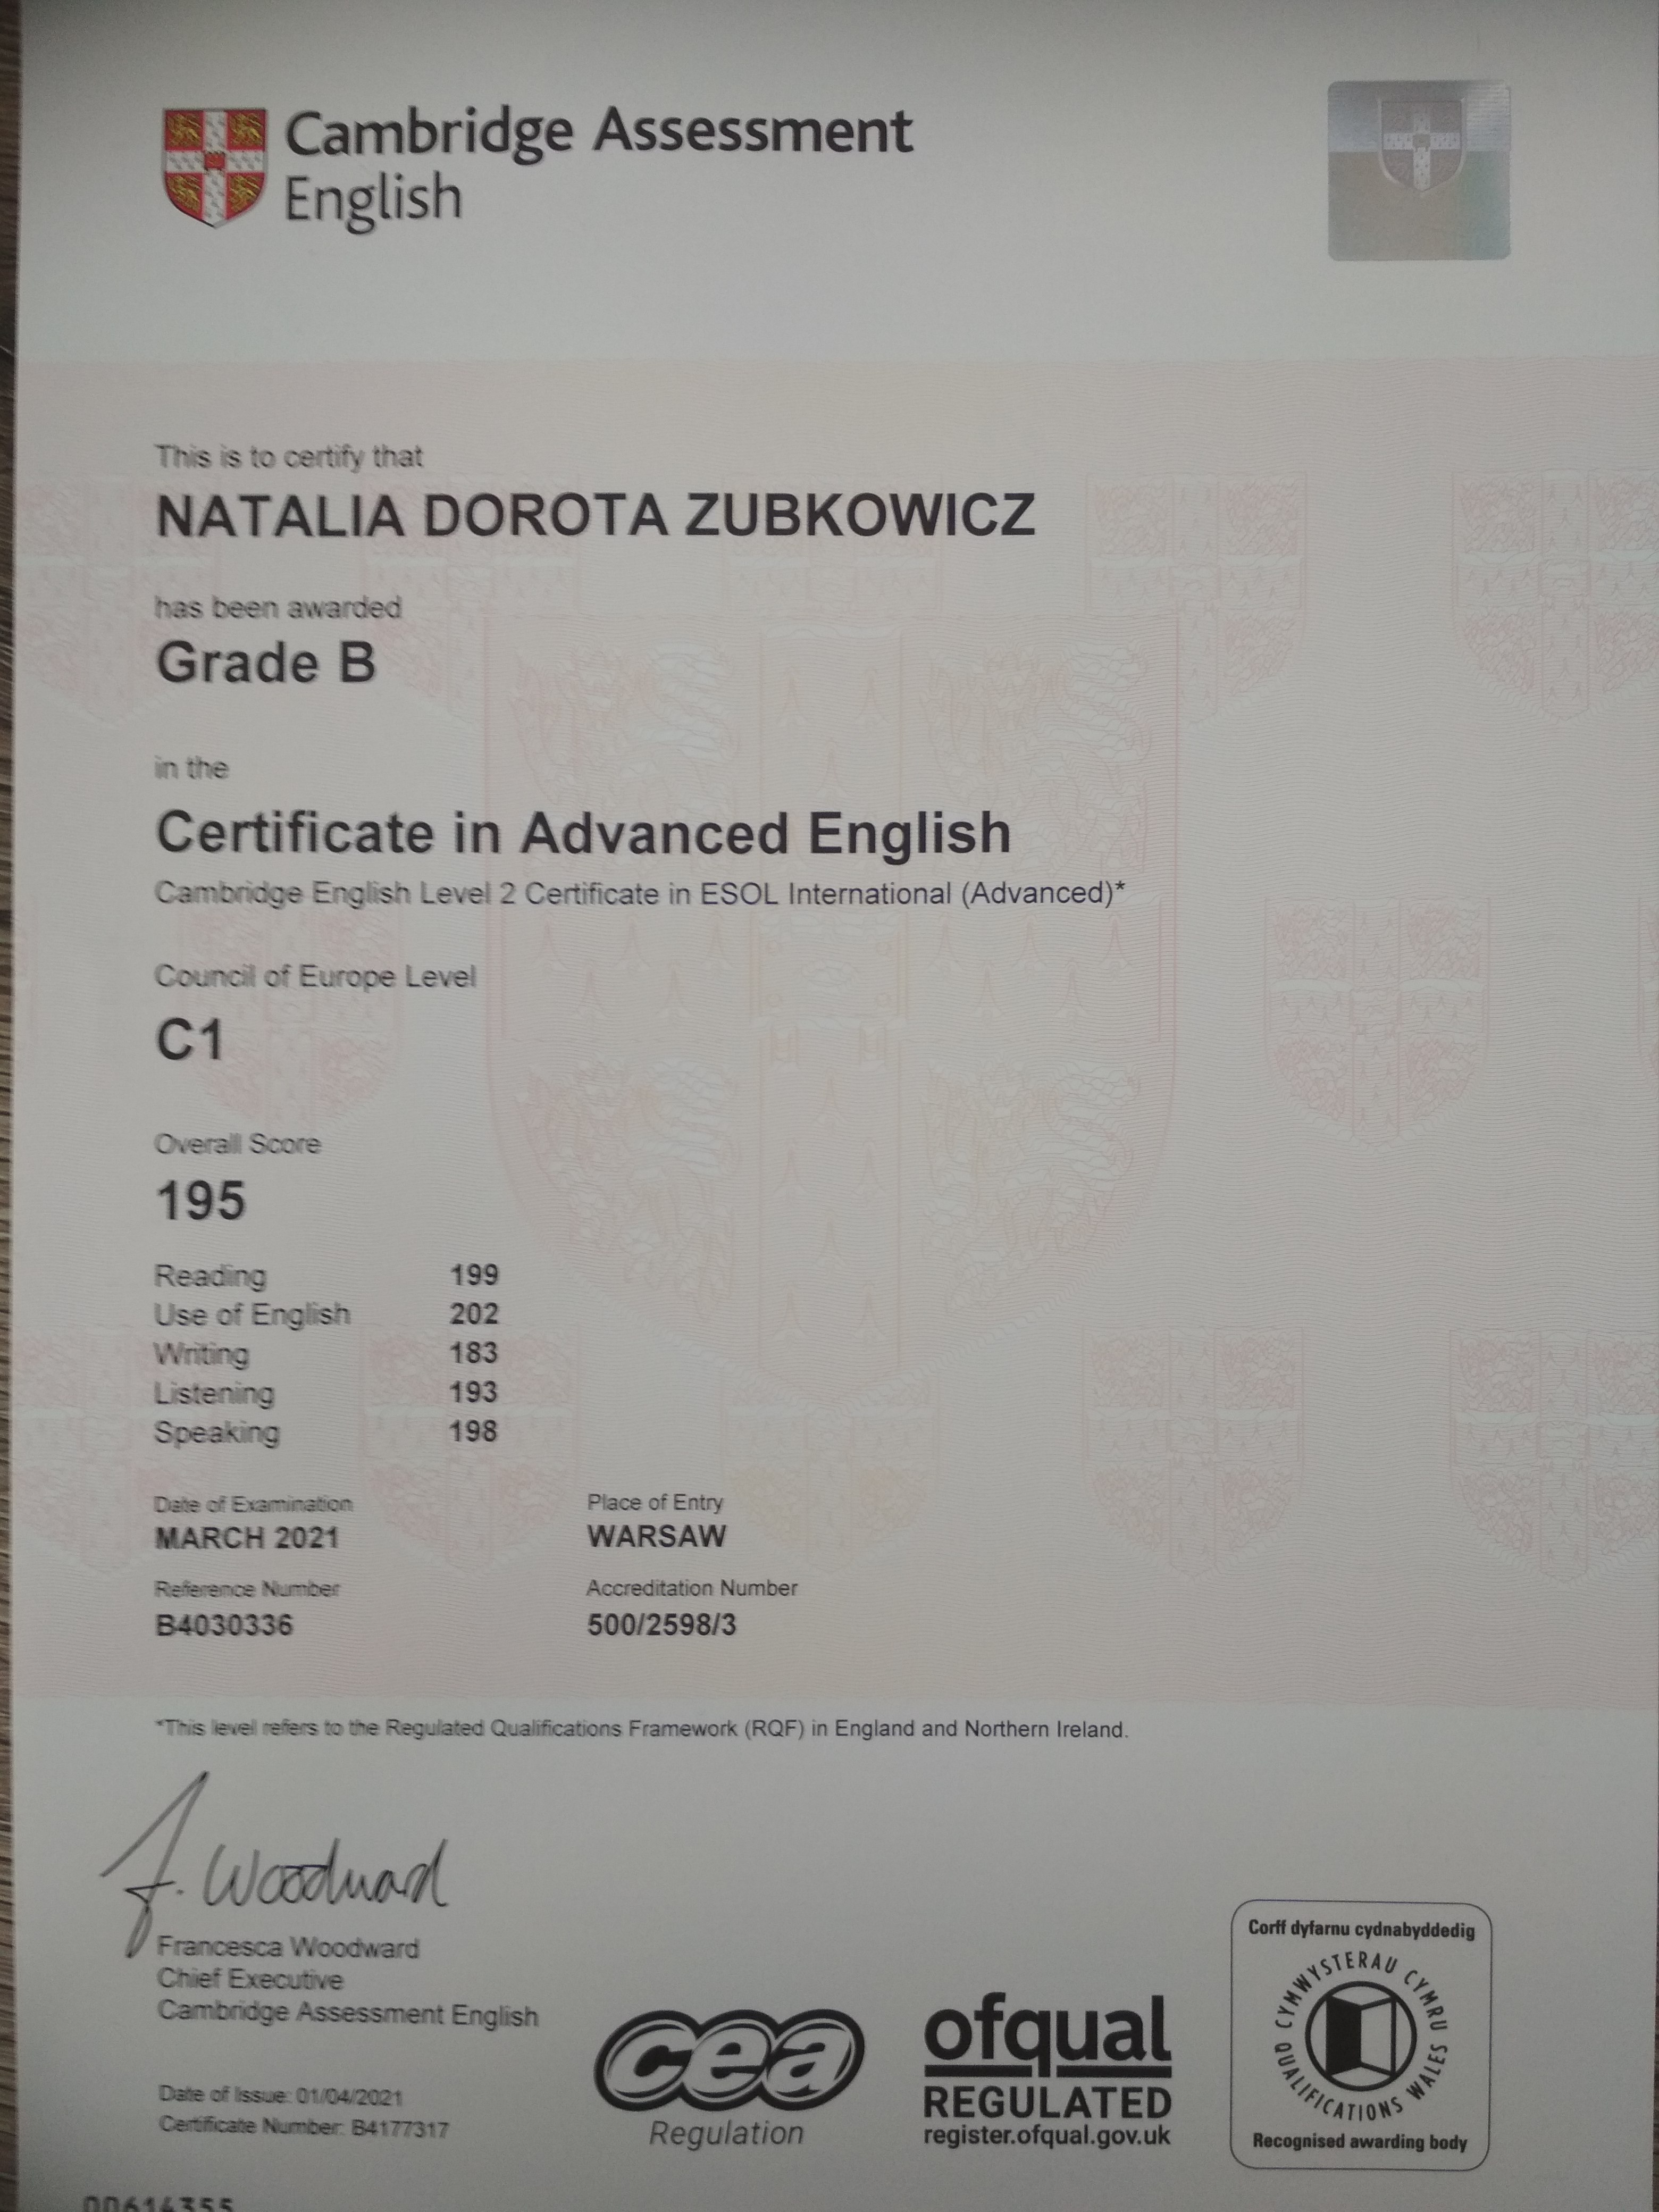 Cambridge Assessment
English
This is to certify that
NATALIA DOROTA ZUBKOWICZ
has been awarded
Grade B
in the
Certificate in Advanced English
Cambridge English Level 2 Certificate in ESOL International (Advanced)*
Council of Europe Level
C1
Overall Score
195
Reading 199
Use of English 202
Writing 183
Listening 193
Speaking 198
Date of Examination Place of Entry
MARCH 2021 WARSAW
Reference Number Accreditation Number
B4030336 500/2598/3
*This level refers to the Regulated Qualifications Framework (RQF) in England and Northern Ireland.
F. Woodward
Francesca Woodward
Chief Executive
Cambridge Assessment English
Date of Issue: 01/04/2021
Certificate Number: B4177317
cea
Regulation
ofqual
REGULATED
register.ofqual.gov.uk
Corff dyfarnu cydnabyddedig
CYMWYSTERAU CYMRU
QUALIFICATIONS WALES
Recognised awarding body